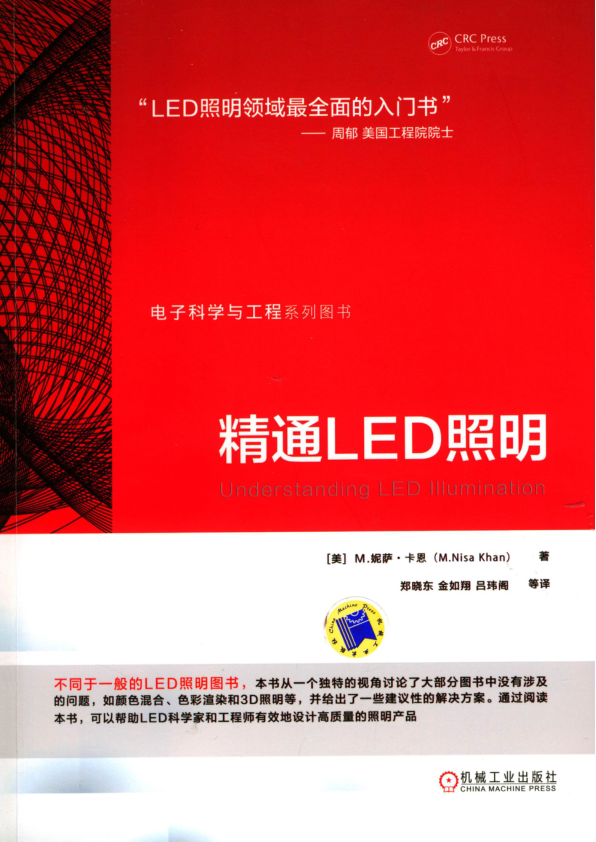 CRC
CRC Press
Taylor & Francis Group
“LED照明领域最全面的入门书”
—— 周郁 美国工程院院士
电子科学与工程系列图书
精通LED照明
Understanding LED Illumination
[美] M.妮萨·卡恩（M.Nisa Khan） 著
郑晓东 金如翔 吕玮阁 等译
China Machine Press
不同于一般的LED照明图书，本书从一个独特的视角讨论了大部分图书中没有涉及
的问题，如颜色混合、色彩渲染和3D照明等，并给出了一些建议性的解决方案。通过阅读
本书，可以帮助LED科学家和工程师有效地设计高质量的照明产品
机械工业出版社
CHINA MACHINE PRESS